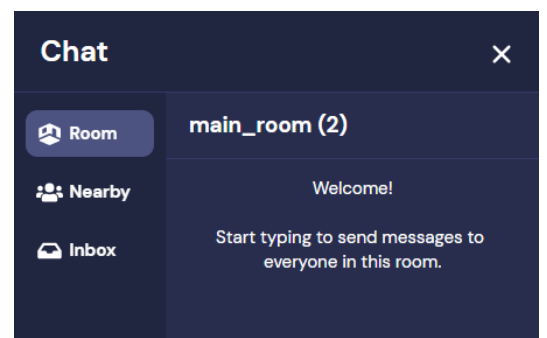 Chat
Room
main_room (2)
Nearby
Welcome!
Inbox
Start typing to send messages to
everyone in this room.